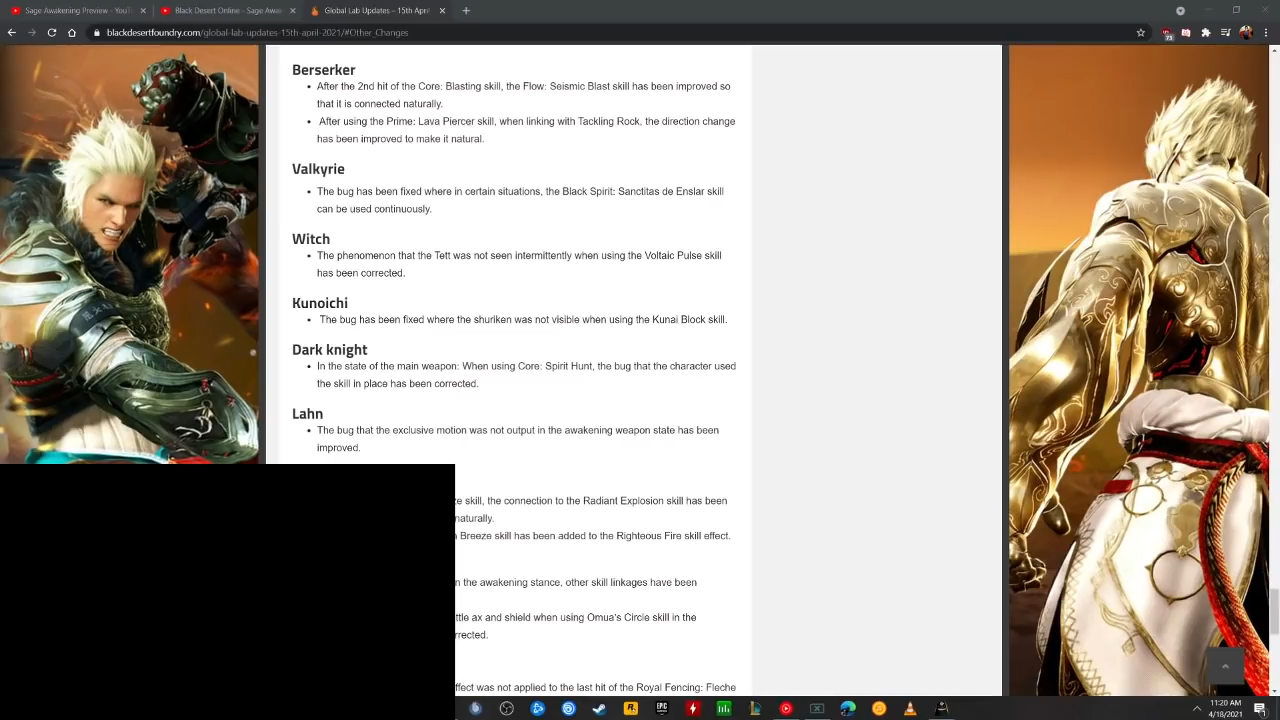 Sage Awakening Preview - YouT
Black Desert Online - Sage Awa
Global Lab Updates – 15th April
blackdesertfoundry.com/global-lab-updates-15th-april-2021/#Other_Changes
Berserker
After the 2nd hit of the Core: Blasting skill, the Flow: Seismic Blast skill has been improved so
that it is connected naturally.
After using the Prime: Lava Piercer skill, when linking with Tackling Rock, the direction change
has been improved to make it natural.
Valkyrie
The bug has been fixed where in certain situations, the Black Spirit: Sanctitas de Enslar skill
can be used continuously.
Witch
The phenomenon that the Tett was not seen intermittently when using the Voltaic Pulse skill
has been corrected.
Kunoichi
The bug has been fixed where the shuriken was not visible when using the Kunai Block skill.
Dark knight
In the state of the main weapon: When using Core: Spirit Hunt, the bug that the character used
the skill in place has been corrected.
Lahn
The bug that the exclusive motion was not output in the awakening weapon state has been
improved.
ze skill, the connection to the Radiant Explosion skill has been
naturally.
Breeze skill has been added to the Righteous Fire skill effect.
n the awakening stance, other skill linkages have been
ttle ax and shield when using Omua's Circle skill in the
rrected.
ffect was not applied to the last hit of the Royal Fencing: Fleche
11:20 AM
4/18/2021